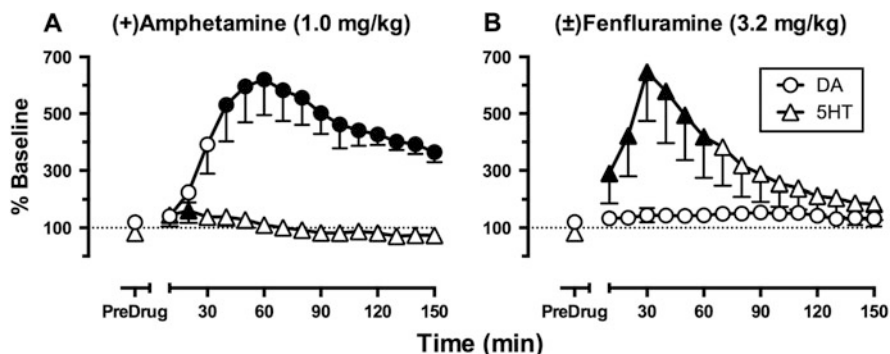 A (+)Amphetamine (1.0 mg/kg)
B (±)Fenfluramine (3.2 mg/kg)
% Baseline
700
500
300
100
700
500
300
100
DA
5HT
PreDrug 30 60 90 120 150
PreDrug 30 60 90 120 150
Time (min)